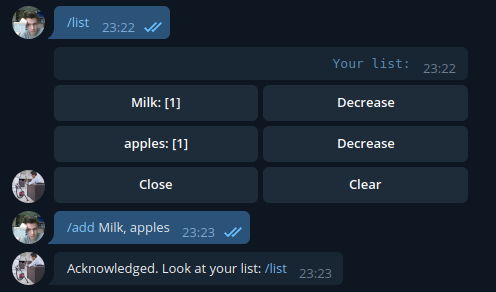 /list 23:22
Your list: 23:22
Milk: [1] Decrease
apples: [1] Decrease
Close Clear
/add Milk, apples 23:23
Acknowledged. Look at your list: /list 23:23